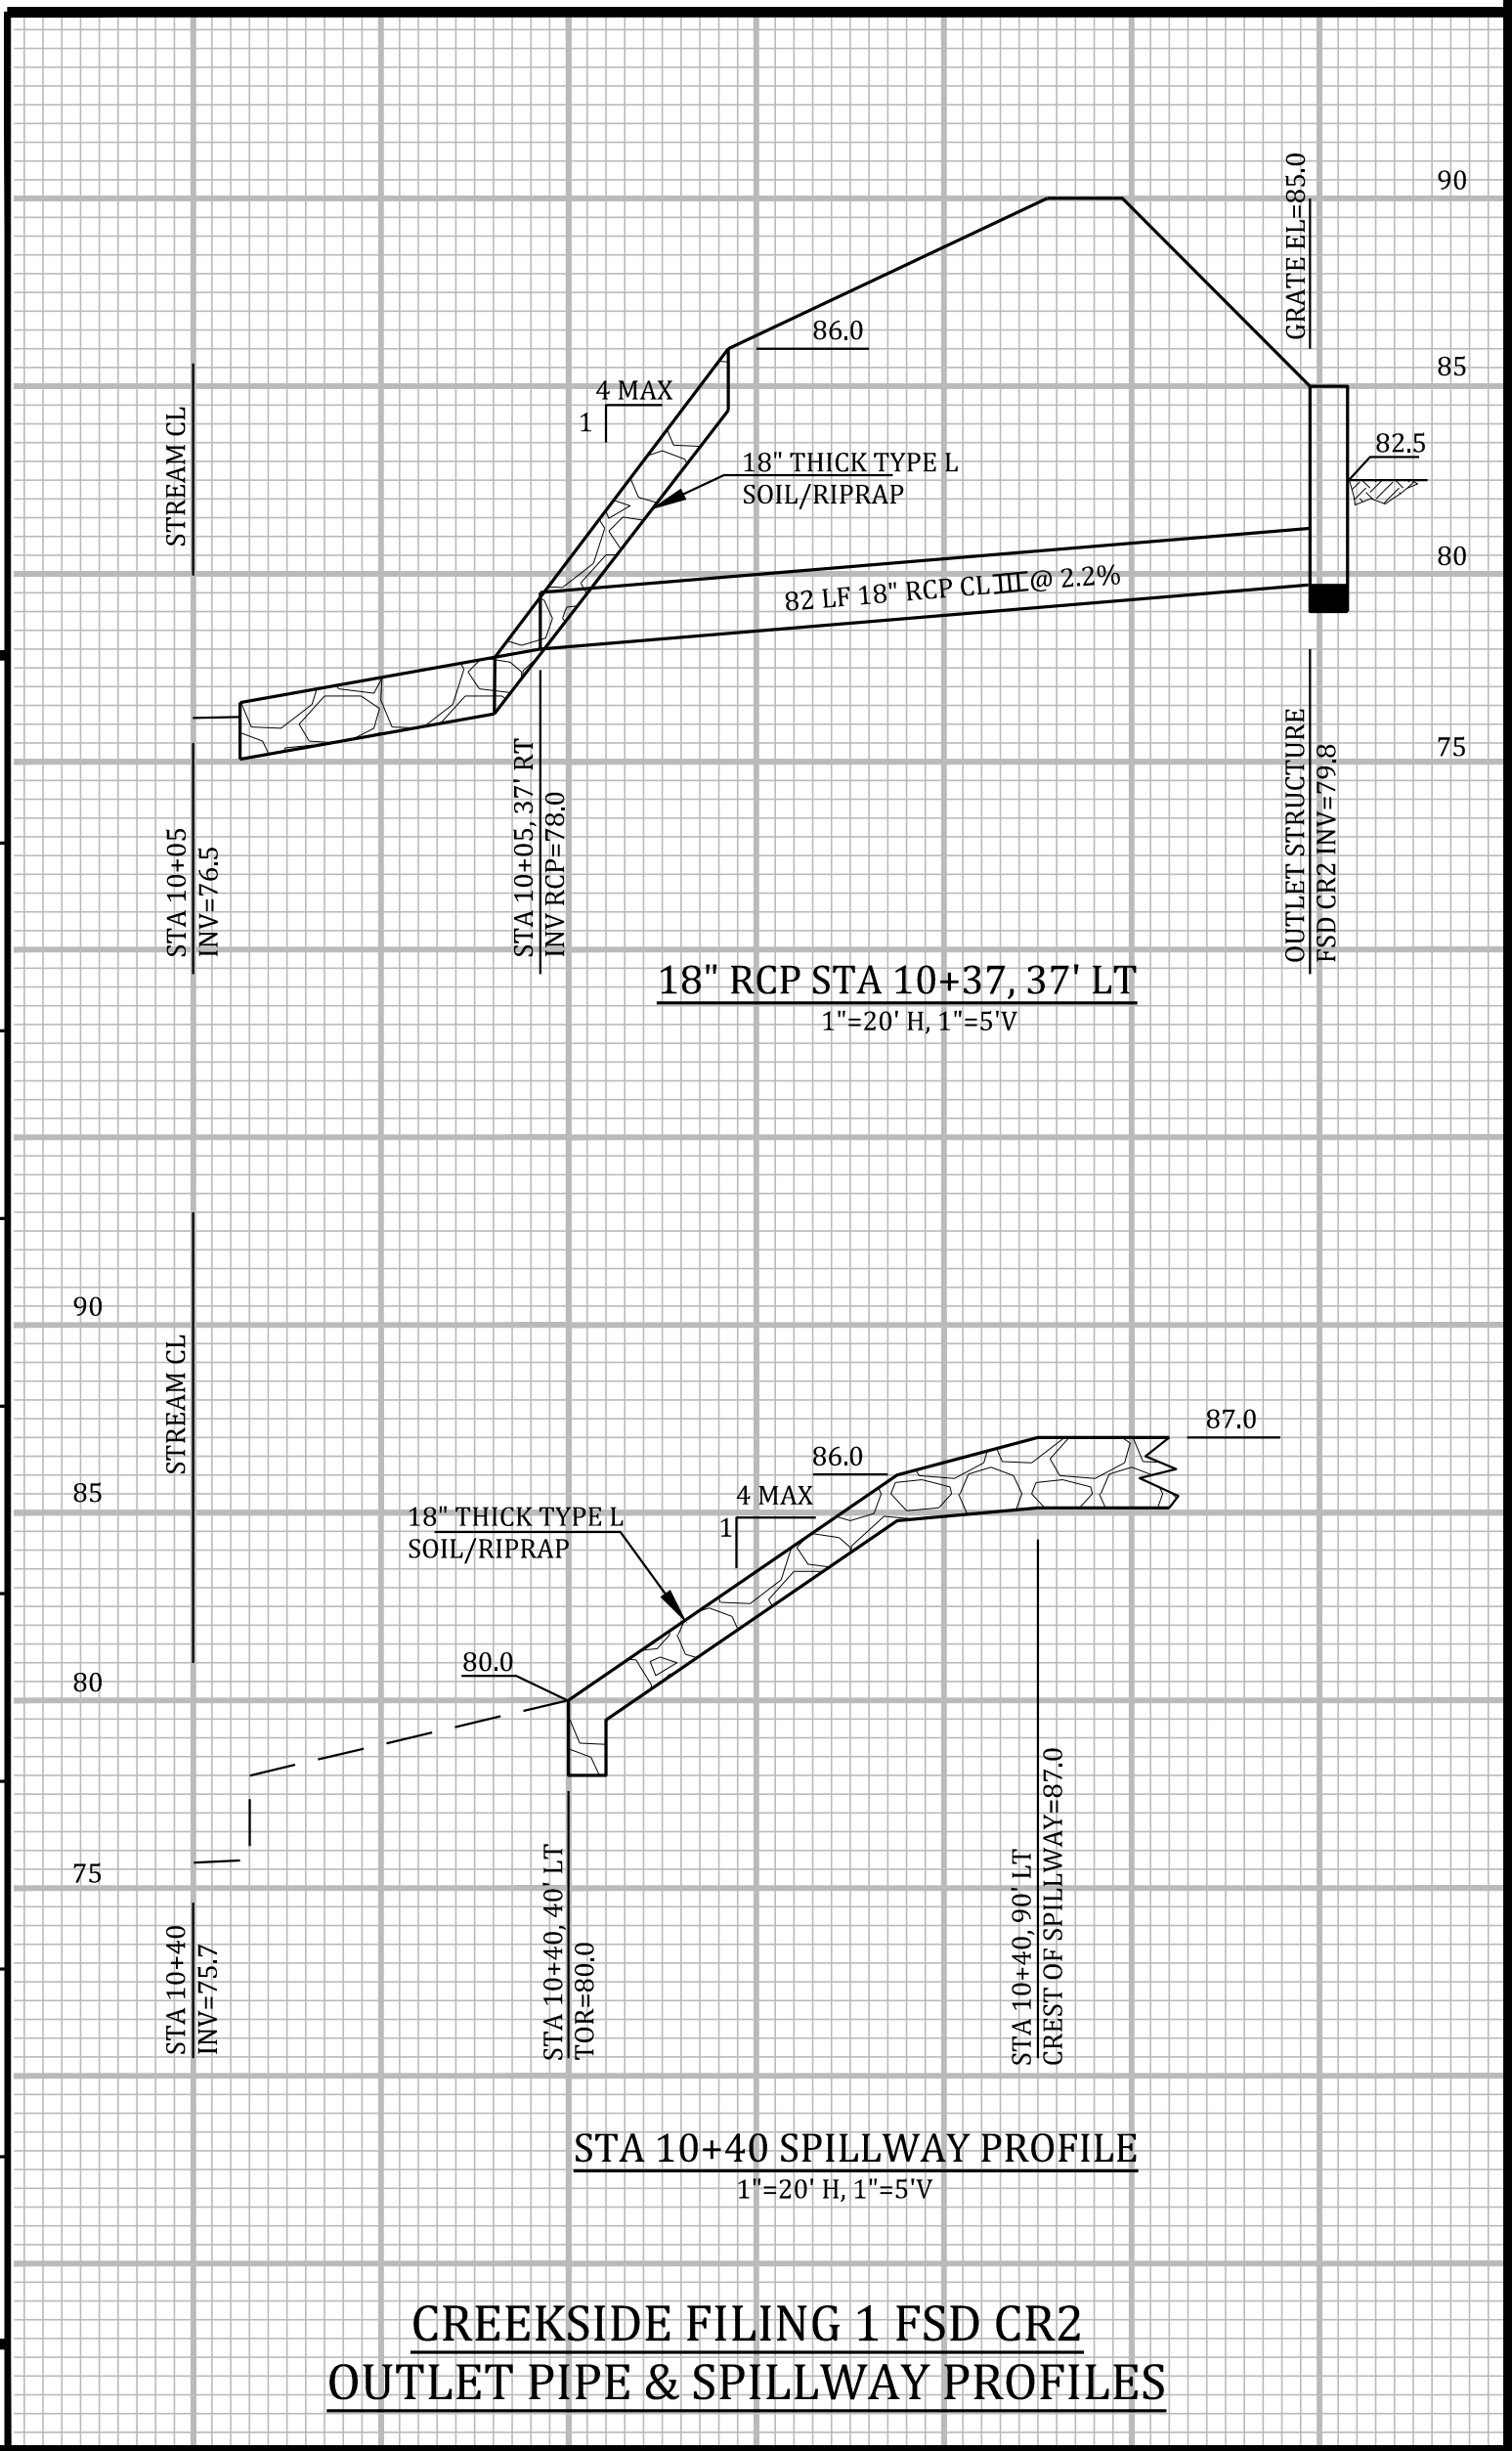 90
GRATE EL=85.0
86.0
85
4 MAX
1
STREAM CL
82.5
18" THICK TYPE L
SOIL/RIPRAP
80
82 LF 18" RCP CL III @ 2.2%
75
STA 10+05
INV=76.5
STA 10+05, 37' RT
INV RCP=78.0
OUTLET STRUCTURE
FSD CR2 INV=79.8
18" RCP STA 10+37, 37' LT
1"=20' H, 1"=5'V
90
STREAM CL
87.0
86.0
85
4 MAX
1
18" THICK TYPE L
SOIL/RIPRAP
80.0
80
75
STA 10+40
INV=75.7
STA 10+40, 40' LT
TOR=80.0
STA 10+40, 90' LT
CREST OF SPILLWAY=87.0
STA 10+40 SPILLWAY PROFILE
1"=20' H, 1"=5'V
CREEKSIDE FILING 1 FSD CR2
OUTLET PIPE & SPILLWAY PROFILES